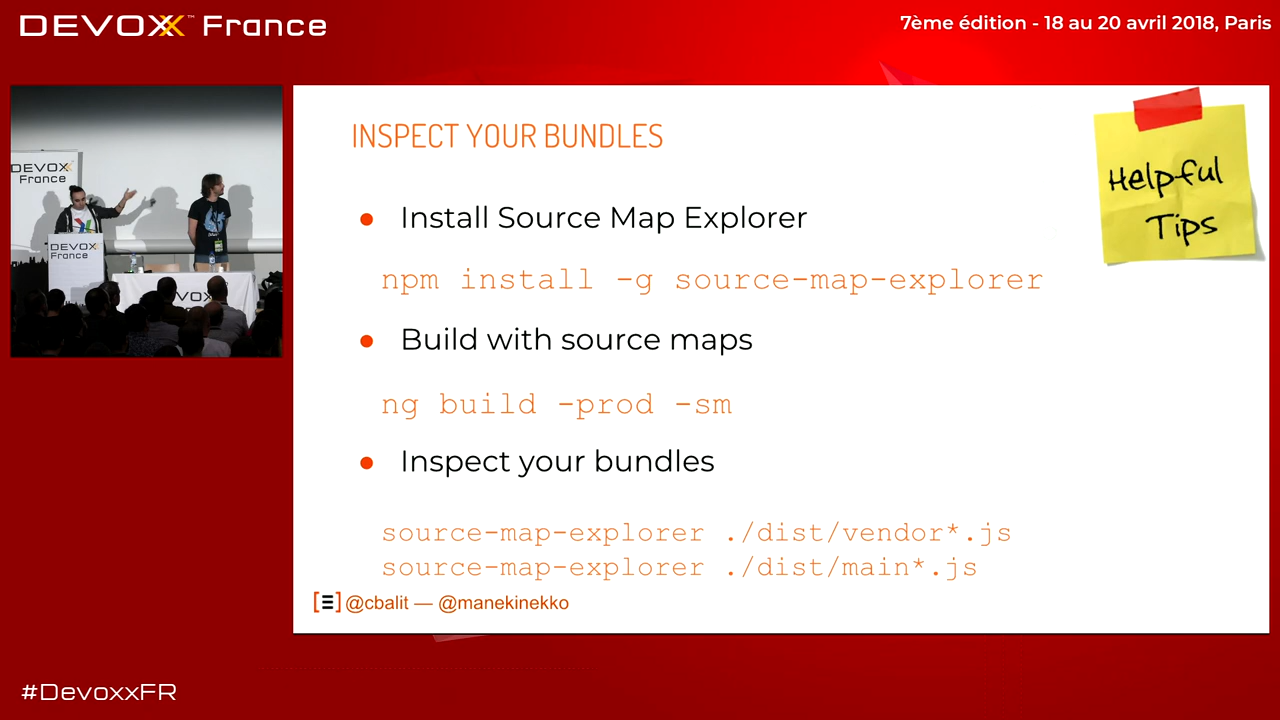 DEVOXX™ France
7ème édition - 18 au 20 avril 2018, Paris
DEVOXX
France
DEVOXX
France
DEVOXX
INSPECT YOUR BUNDLES
Helpful
Tips
● Install Source Map Explorer
npm install -g source-map-explorer
● Build with source maps
ng build -prod -sm
● Inspect your bundles
source-map-explorer ./dist/vendor*.js
source-map-explorer ./dist/main*.js
@cbalit — @manekinekko
#DevoxxFR